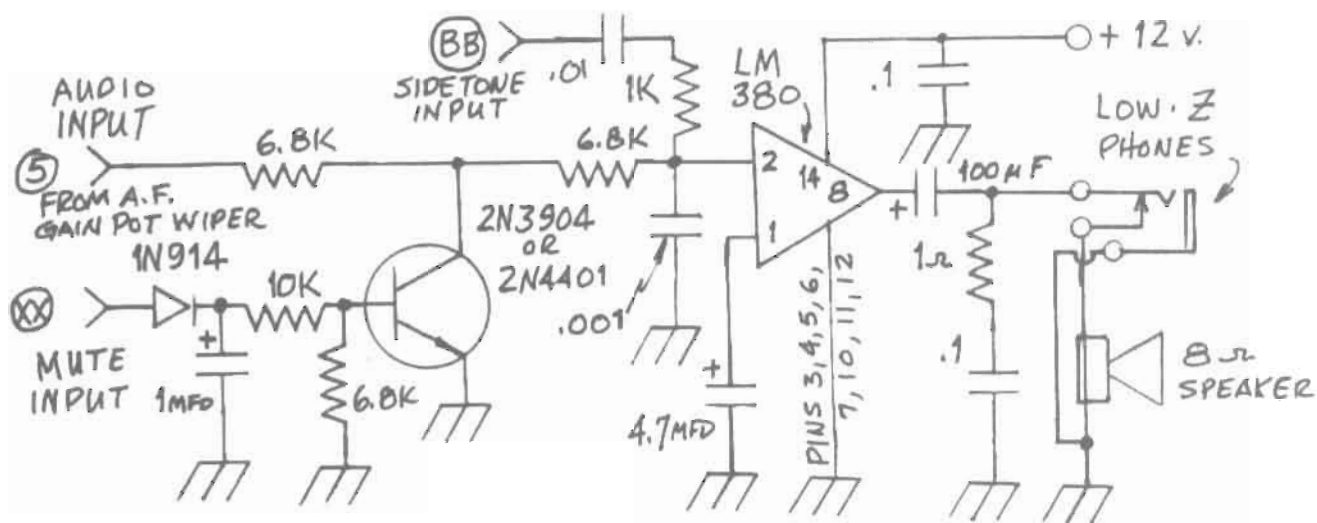 BB
SIDETONE
INPUT
.01
1K
LM
380
.1
+ 12 v.
AUDIO
INPUT
5
FROM A.F.
GAIN POT WIPER
6.8K
6.8K
2
14
8
1
100µF
LOW-Z
PHONES
1N914
XX
MUTE
INPUT
10K
1MFD
+
6.8K
2N3904
OR
2N4401
.001
+
4.7MFD
PINS 3,4,5,6,
7,10,11,12
+
1Ω
.1
8Ω
SPEAKER